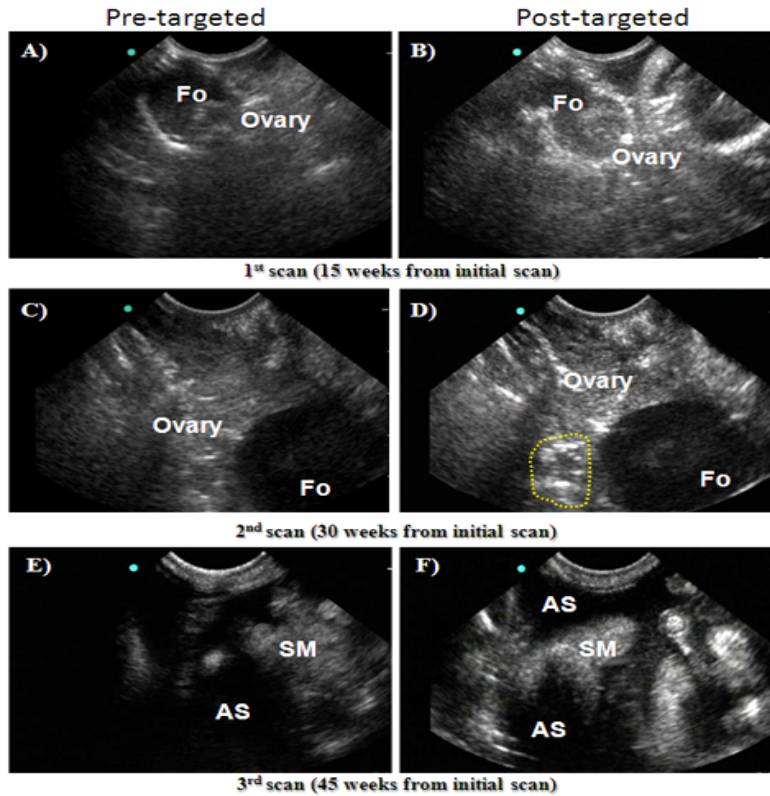 Pre-targeted Post-targeted
A) B)
Fo Fo
Ovary Ovary
1st scan (15 weeks from initial scan)
C) D)
Ovary Ovary
Fo Fo
2nd scan (30 weeks from initial scan)
E) F)
AS
SM SM
AS AS
3rd scan (45 weeks from initial scan)